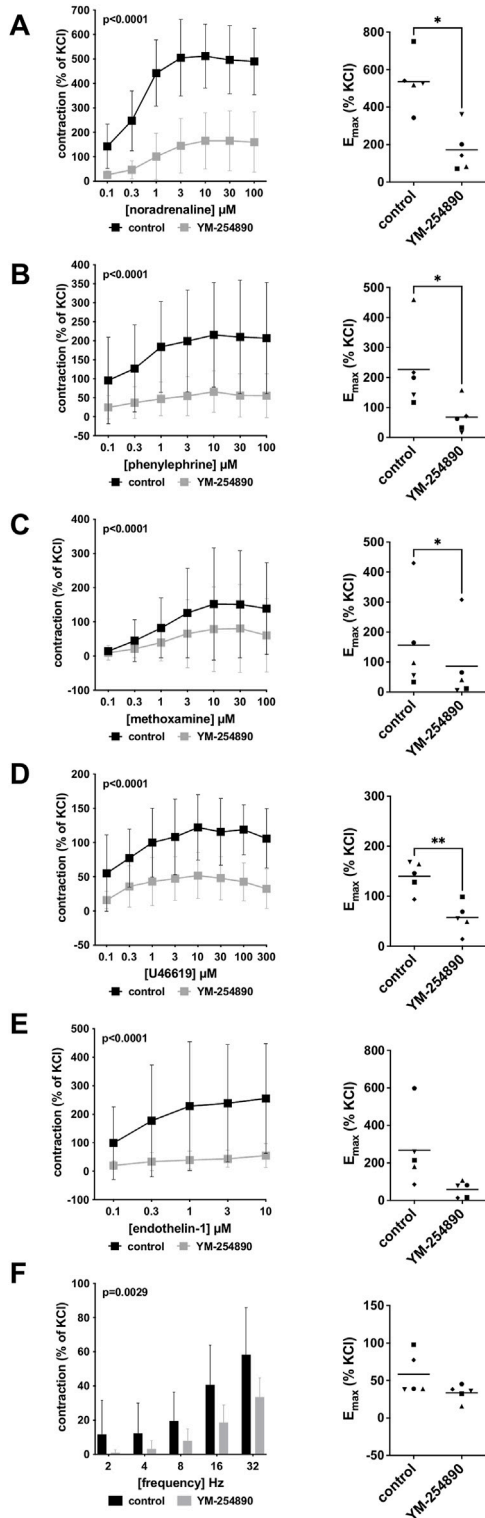 A
p<0.0001
contraction (% of KCl)
700
600
500
400
300
200
100
0
0.1 0.3 1 3 10 30 100
[noradrenaline] µM
control YM-254890
Emax (% KCl)
800
600
400
200
0
*
control
YM-254890
B
p<0.0001
contraction (% of KCl)
400
350
300
250
200
150
100
50
0
-50
0.1 0.3 1 3 10 30 100
[phenylephrine] µM
control YM-254890
Emax (% KCl)
500
400
300
200
100
0
*
control
YM-254890
C
p<0.0001
contraction (% of KCl)
400
300
200
100
0
-100
0.1 0.3 1 3 10 30 100
[methoxamine] µM
control YM-254890
Emax (% KCl)
500
400
300
200
100
0
*
control
YM-254890
D
p<0.0001
contraction (% of KCl)
200
150
100
50
0
-50
0.1 0.3 1 3 10 30 100 300
[U46619] µM
control YM-254890
Emax (% KCl)
300
200
100
0
**
control
YM-254890
E
p<0.0001
contraction (% of KCl)
500
400
300
200
100
0
-100
0.1 0.3 1 3 10
[endothelin-1] µM
control YM-254890
Emax (% KCl)
800
600
400
200
0
control
YM-254890
F
p=0.0029
contraction (% of KCl)
100
80
60
40
20
0
2 4 8 16 32
[frequency] Hz
control YM-254890
Emax (% KCl)
150
100
50
0
-50
control
YM-254890